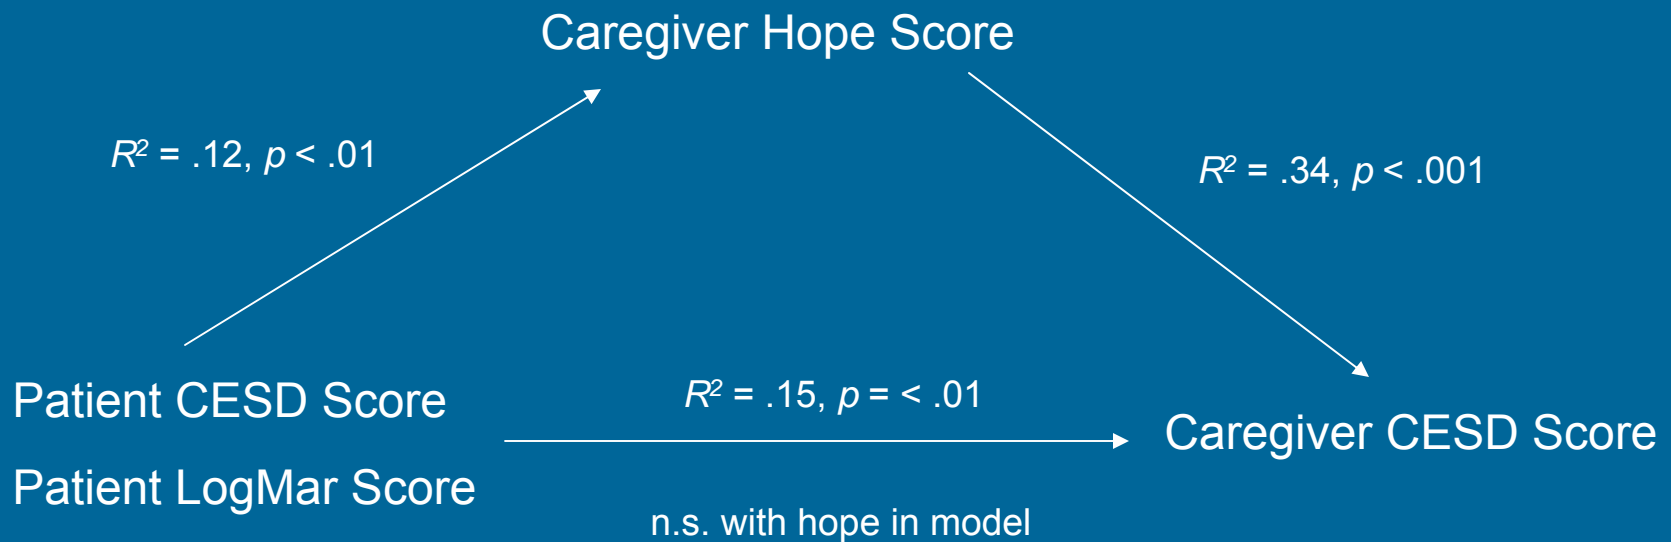 Caregiver Hope Score
R² = .12, p < .01
R² = .34, p < .001
Patient CESD Score
R² = .15, p = < .01
Caregiver CESD Score
Patient LogMar Score
n.s. with hope in model